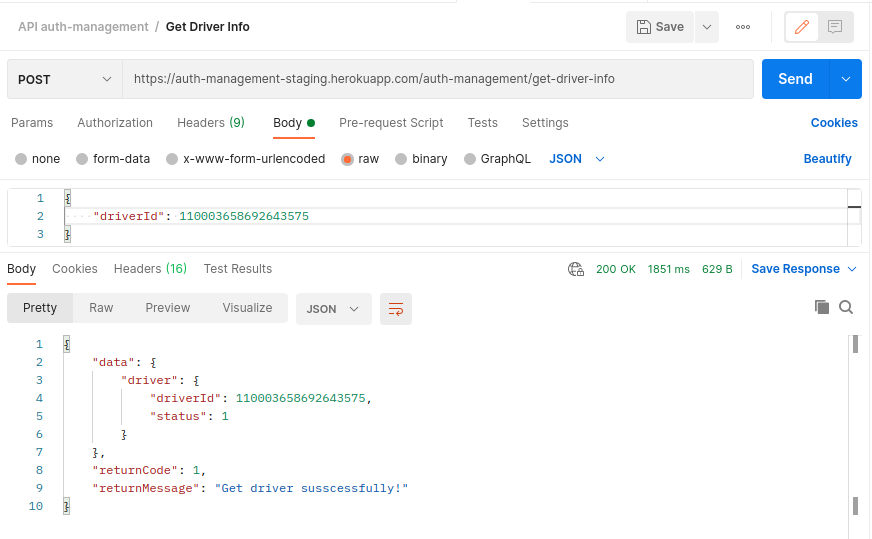 API auth-management / Get Driver Info
Save
POST https://auth-management-staging.herokuapp.com/auth-management/get-driver-info Send
Params Authorization Headers (9) Body Pre-request Script Tests Settings Cookies
none form-data x-www-form-urlencoded raw binary GraphQL JSON Beautify
1 {
2 "driverId": 110003658692643575
3 }
Body Cookies Headers (16) Test Results 200 OK 1851 ms 629 B Save Response
Pretty Raw Preview Visualize JSON
1 {
2 "data": {
3 "driver": {
4 "driverId": 110003658692643575,
5 "status": 1
6 }
7 },
8 "returnCode": 1,
9 "returnMessage": "Get driver susscessfully!"
10 }